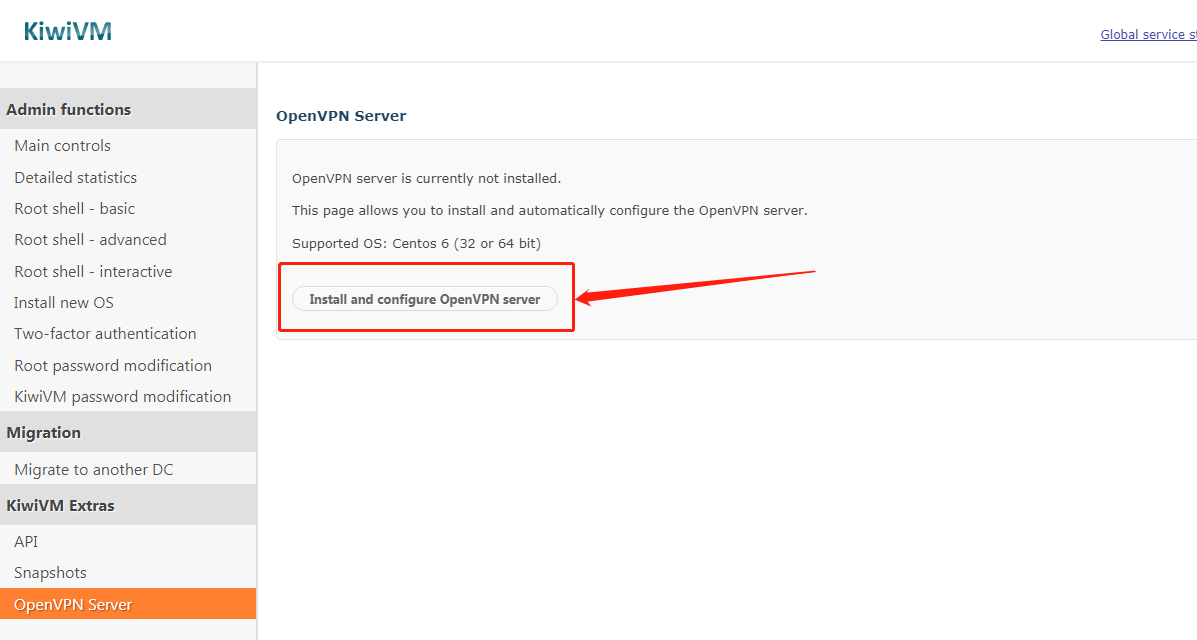 KiwiVM
Global service
Admin functions
Main controls
Detailed statistics
Root shell - basic
Root shell - advanced
Root shell - interactive
Install new OS
Two-factor authentication
Root password modification
KiwiVM password modification
Migration
Migrate to another DC
KiwiVM Extras
API
Snapshots
OpenVPN Server
OpenVPN Server
OpenVPN server is currently not installed.
This page allows you to install and automatically configure the OpenVPN server.
Supported OS: Centos 6 (32 or 64 bit)
Install and configure OpenVPN server